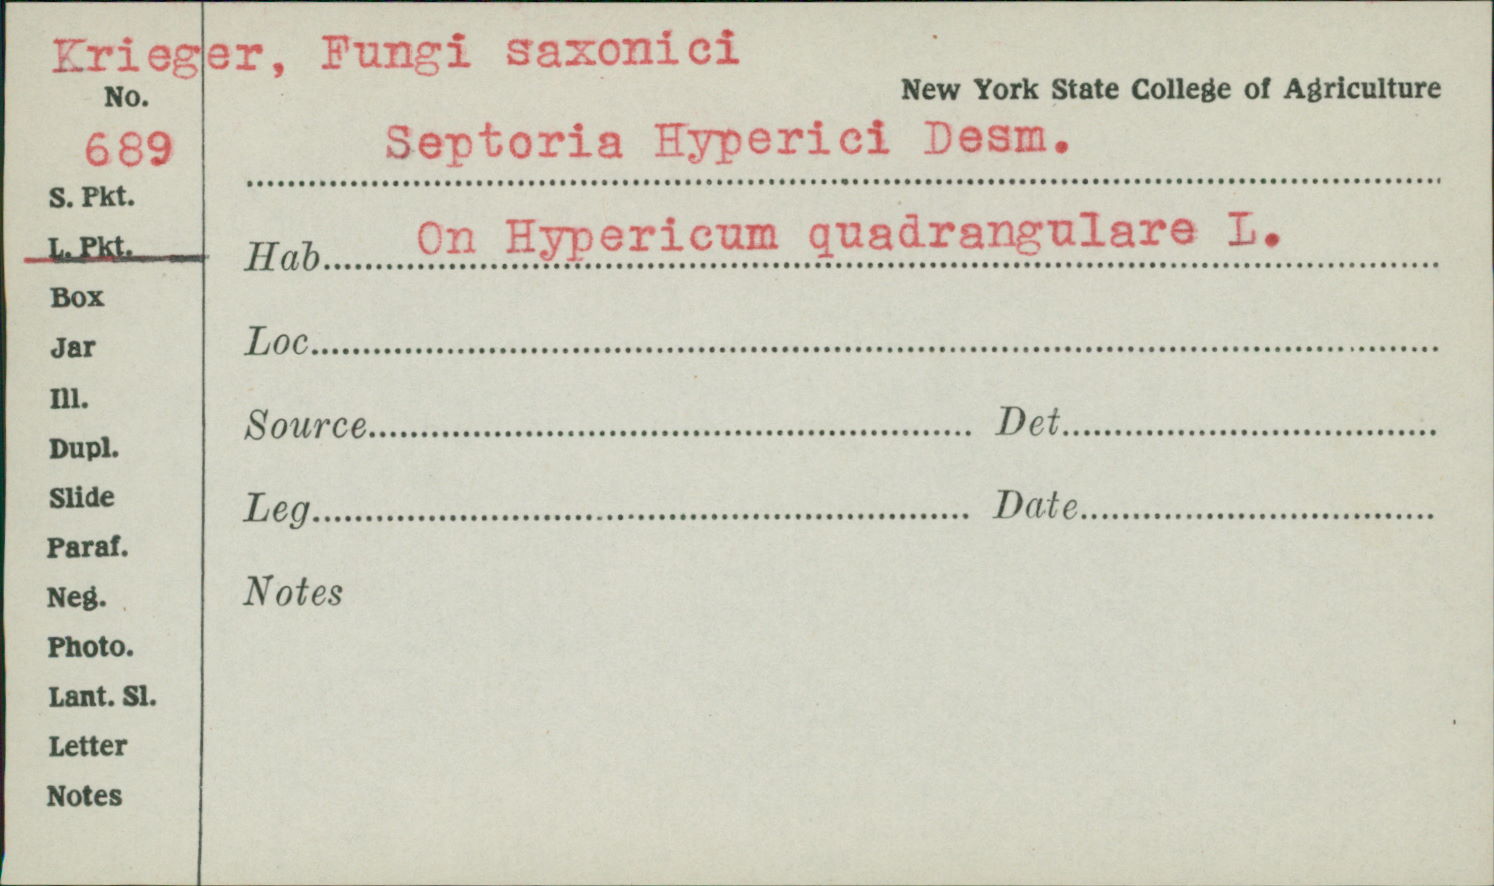 Krieger, Fungi saxonici
No.
New York State College of Agriculture
689
Septoria Hyperici Desm.
S. Pkt.
L. Pkt.
Hab. On Hypericum quadrangulare L.
Box
Jar
Loc.
Ill.
Source Det.
Dupl.
Slide
Leg. Date
Paraf.
Neg.
Notes
Photo.
Lant. Sl.
Letter
Notes